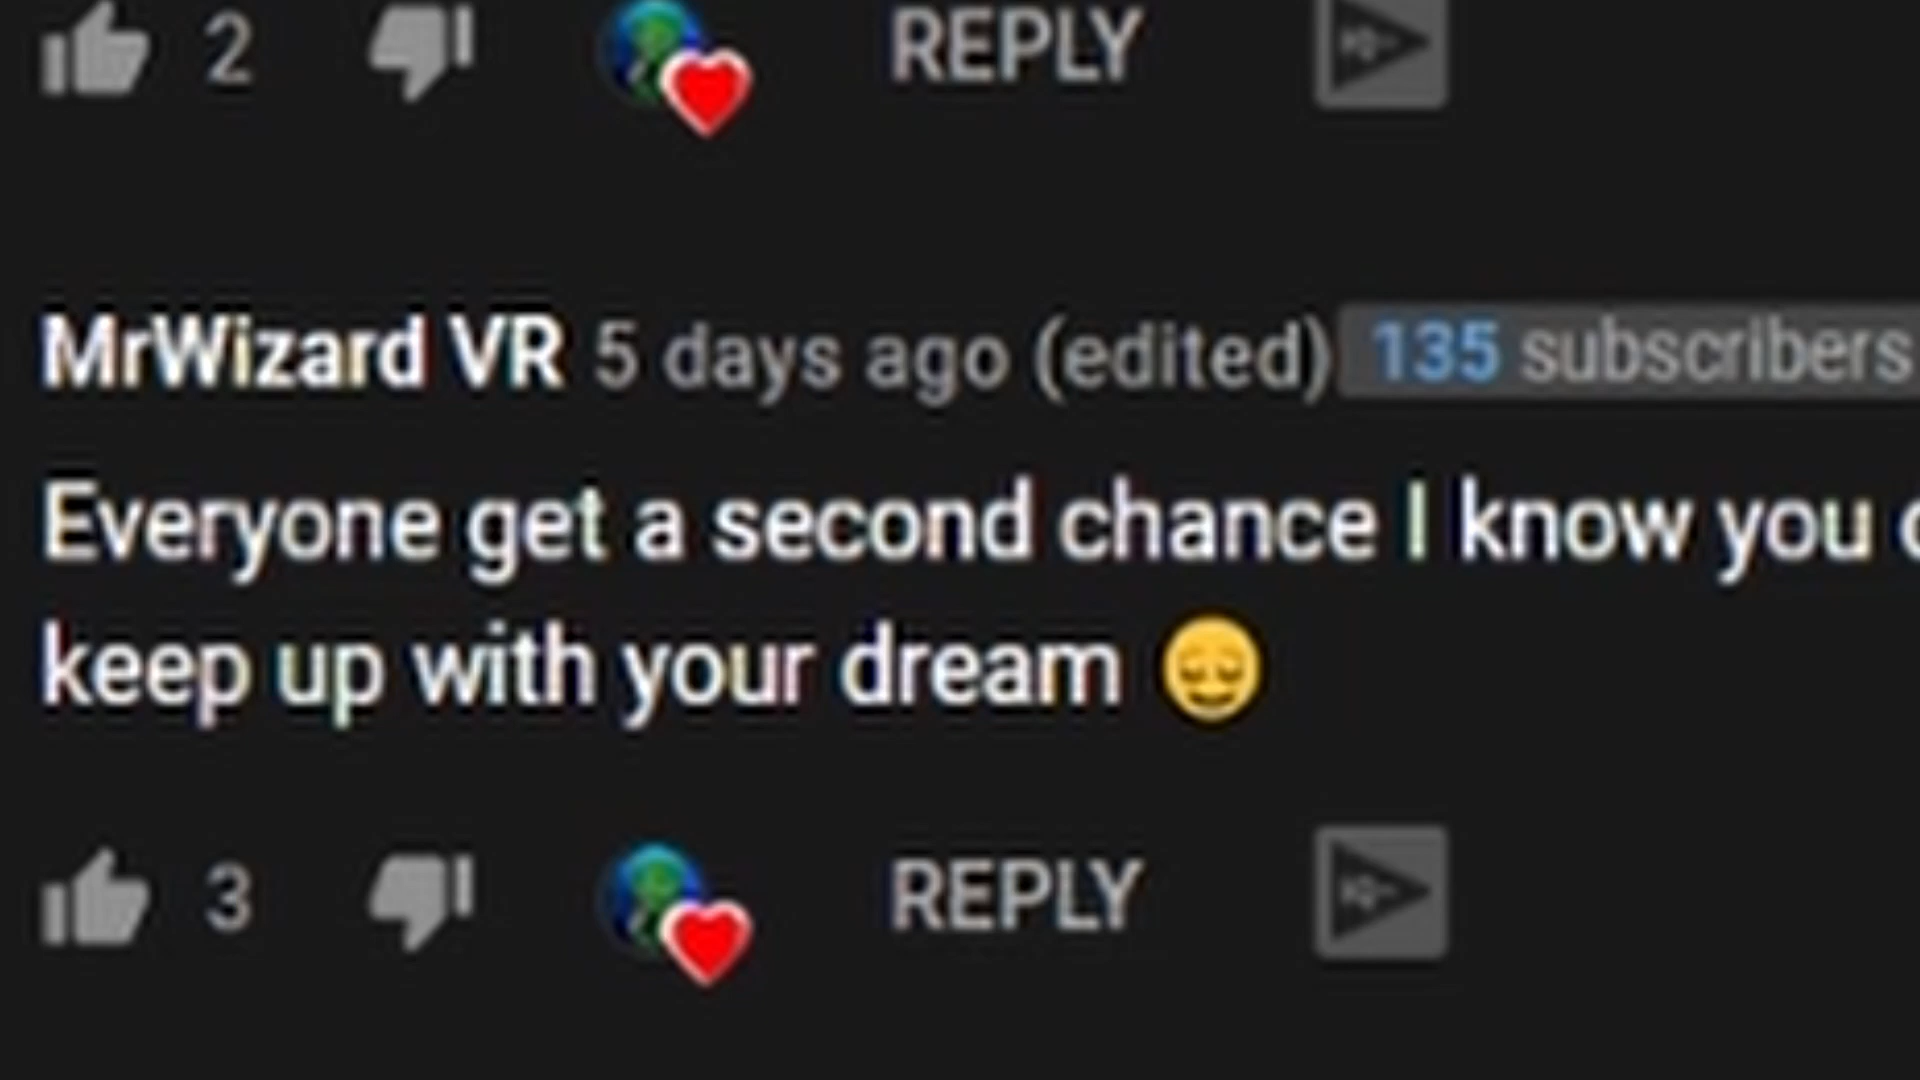 2 REPLY
MrWizard VR 5 days ago (edited) 135 subscribers
Everyone get a second chance I know you
keep up with your dream 😌
3 REPLY